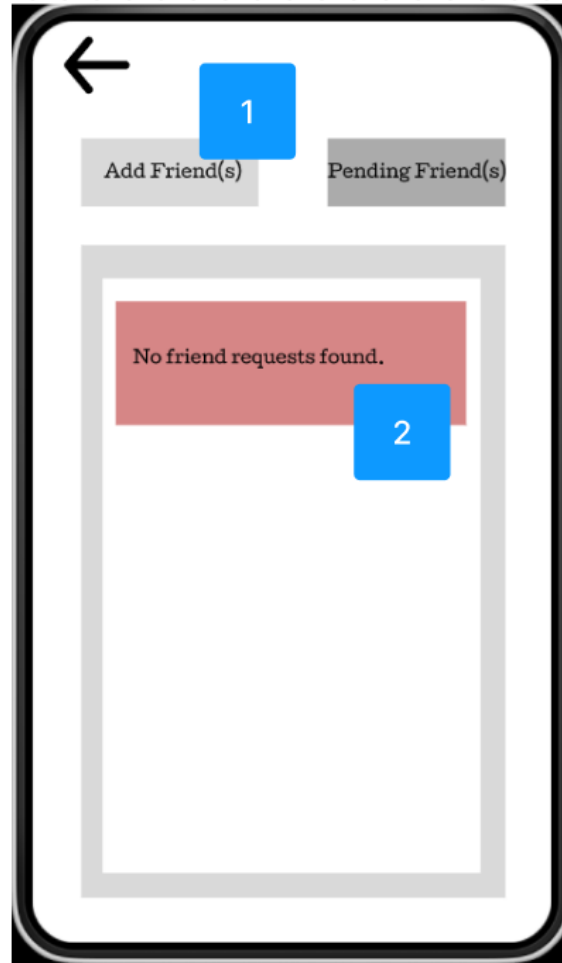 1
Add Friend(s)
Pending Friend(s)
No friend requests found.
2